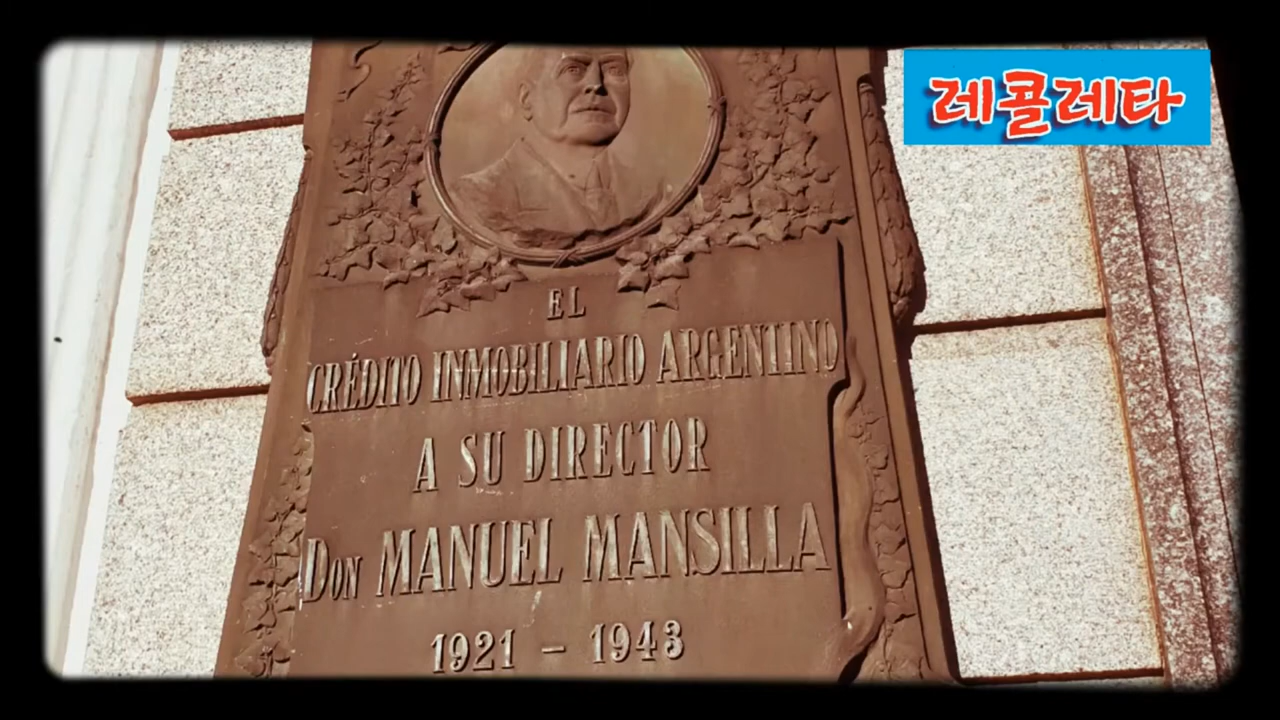 레콜레타
EL
CRÉDITO INMOBILIARIO ARGENTINO
A SU DIRECTOR
DON MANUEL MANSILLA
1921 - 1943